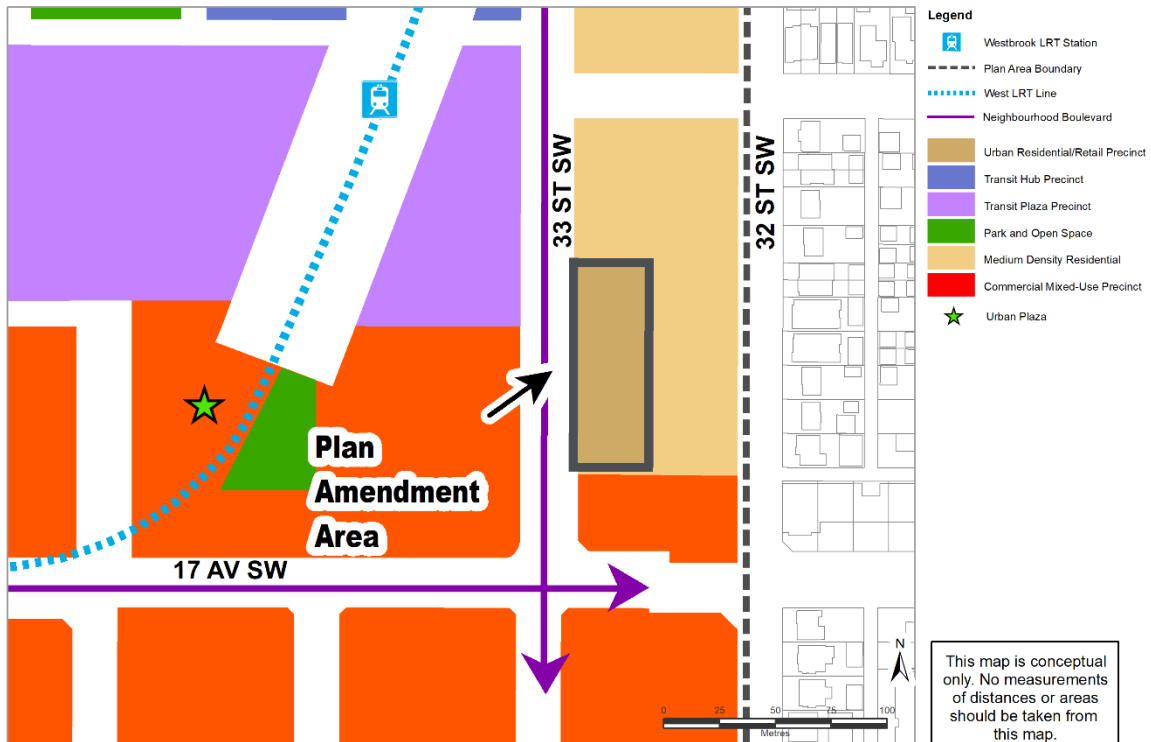 33 ST SW
32 ST SW
Plan
Amendment
Area
17 AV SW
N
0 25 50 75 100
Metres
Legend
Westbrook LRT Station
Plan Area Boundary
West LRT Line
Neighbourhood Boulevard
Urban Residential/Retail Precinct
Transit Hub Precinct
Transit Plaza Precinct
Park and Open Space
Medium Density Residential
Commercial Mixed-Use Precinct
Urban Plaza
This map is conceptual
only. No measurements
of distances or areas
should be taken from
this map.